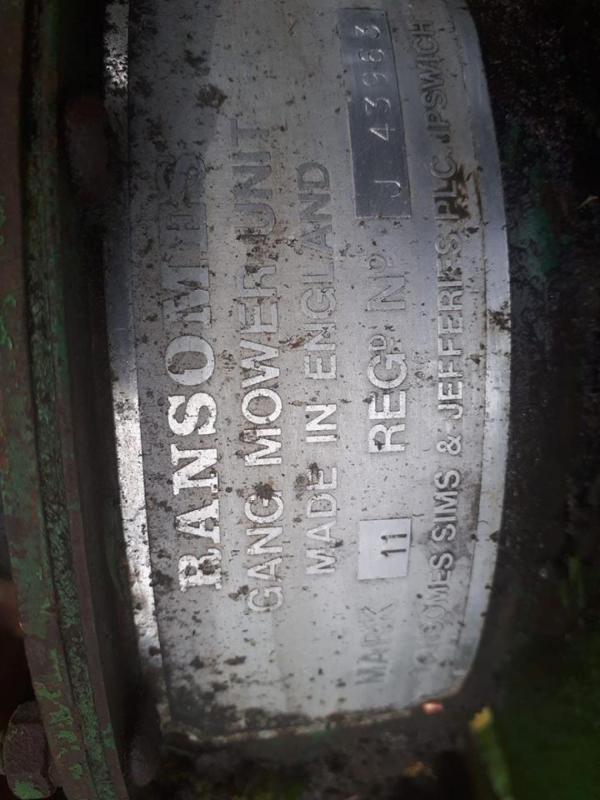 RANSOMES
GANG MOWER UNIT
MADE IN ENGLAND
MARK 11 REGD NO J 43963
RANSOMES SIMS & JEFFERIES PLC. IPSWICH